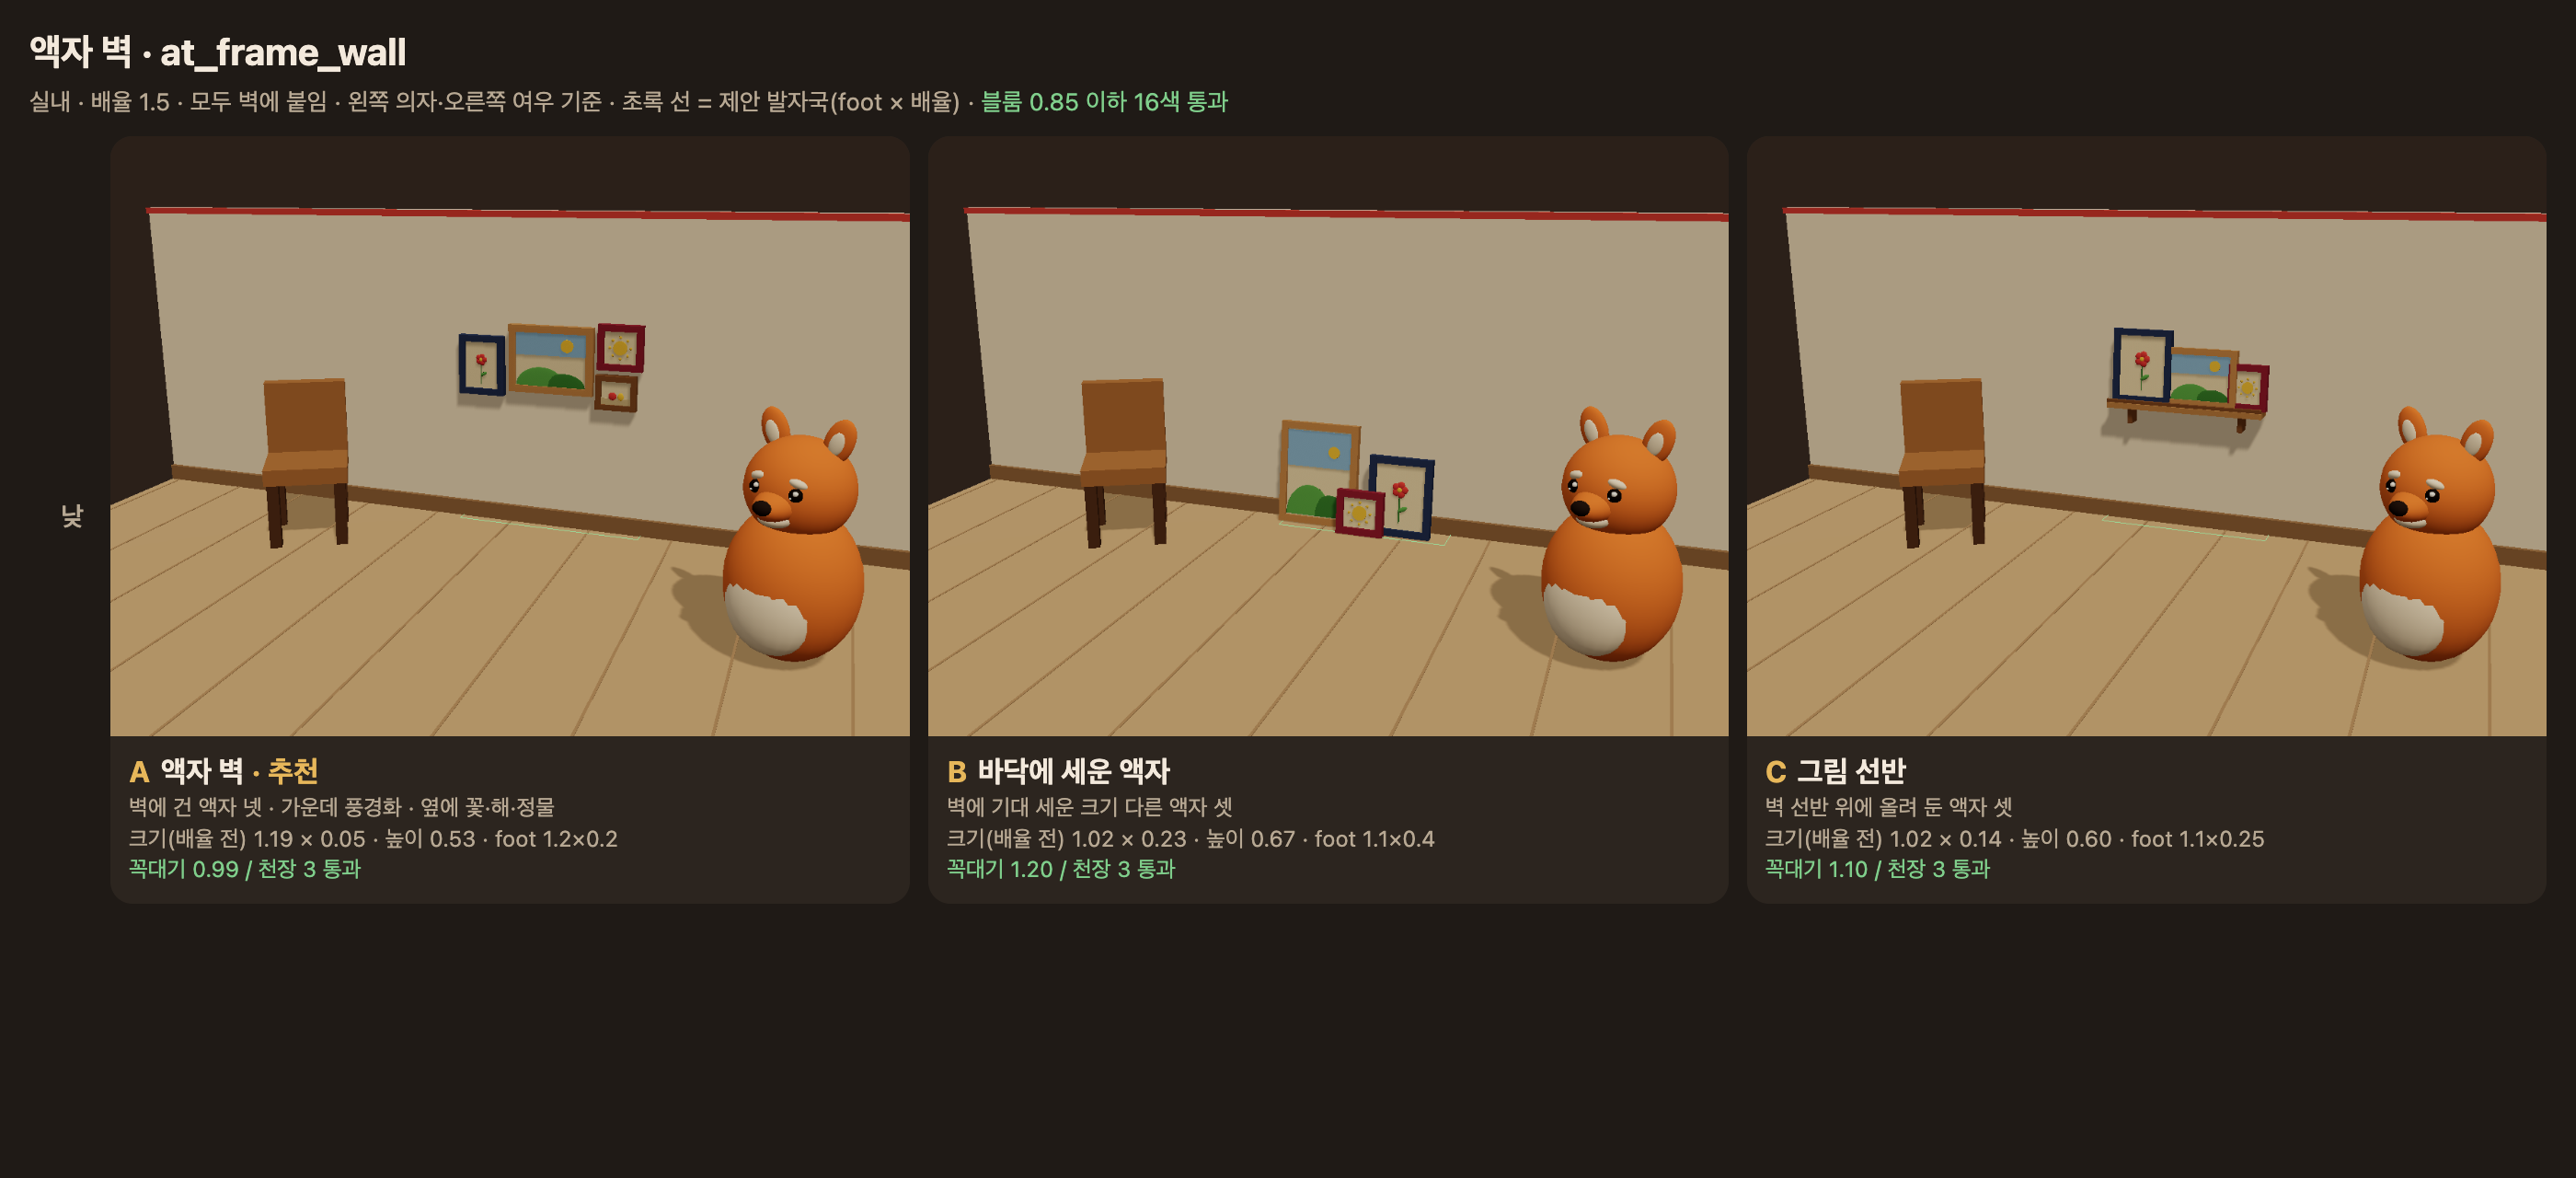 액자 벽 · at_frame_wall
실내 · 배율 1.5 · 모두 벽에 붙임 · 왼쪽 의자·오른쪽 여우 기준 · 초록 선 = 제안 발자국(foot × 배율) · 블룸 0.85 이하 16색 통과
낮
A 액자 벽 · 추천
벽에 건 액자 넷 · 가운데 풍경화 · 옆에 꽃·해·정물
크기(배율 전) 1.19 × 0.05 · 높이 0.53 · foot 1.2×0.2
꼭대기 0.99 / 천장 3 통과
B 바닥에 세운 액자
벽에 기대 세운 크기 다른 액자 셋
크기(배율 전) 1.02 × 0.23 · 높이 0.67 · foot 1.1×0.4
꼭대기 1.20 / 천장 3 통과
C 그림 선반
벽 선반 위에 올려 둔 액자 셋
크기(배율 전) 1.02 × 0.14 · 높이 0.60 · foot 1.1×0.25
꼭대기 1.10 / 천장 3 통과